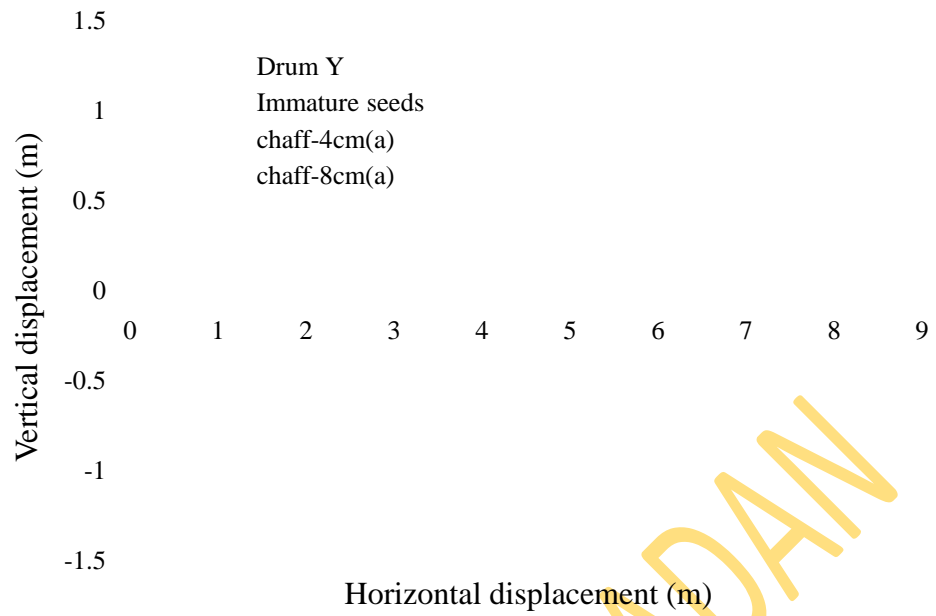 1.5
Drum Y
1
Immature seeds
chaff-4cm(a)
chaff-8cm(a)
0.5
Vertical displacement (m)
0
0 1 2 3 4 5 6 7 8 9
-0.5
-1
-1.5
Horizontal displacement (m)
ADAN